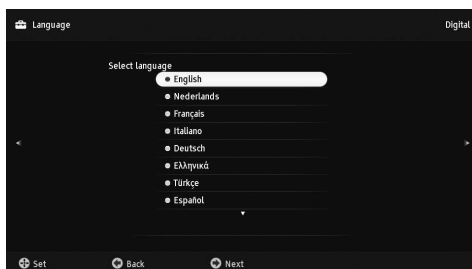 Language
Digital
Select language
English
Nederlands
Français
Italiano
Deutsch
Ελληνικά
Türkçe
Español
Set Back Next